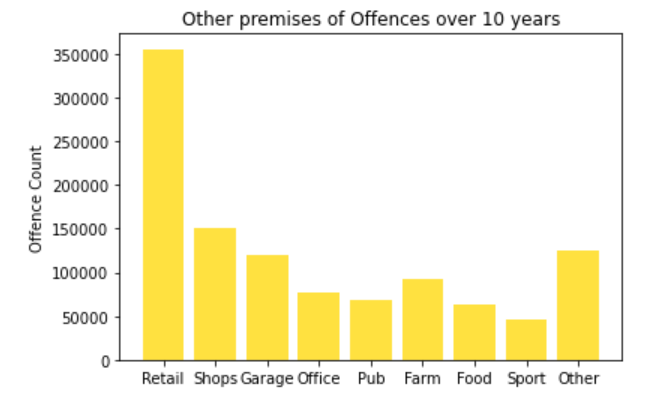 Other premises of Offences over 10 years
Offence Count
350000
300000
250000
200000
150000
100000
50000
0
Retail Shops Garage Office Pub Farm Food Sport Other